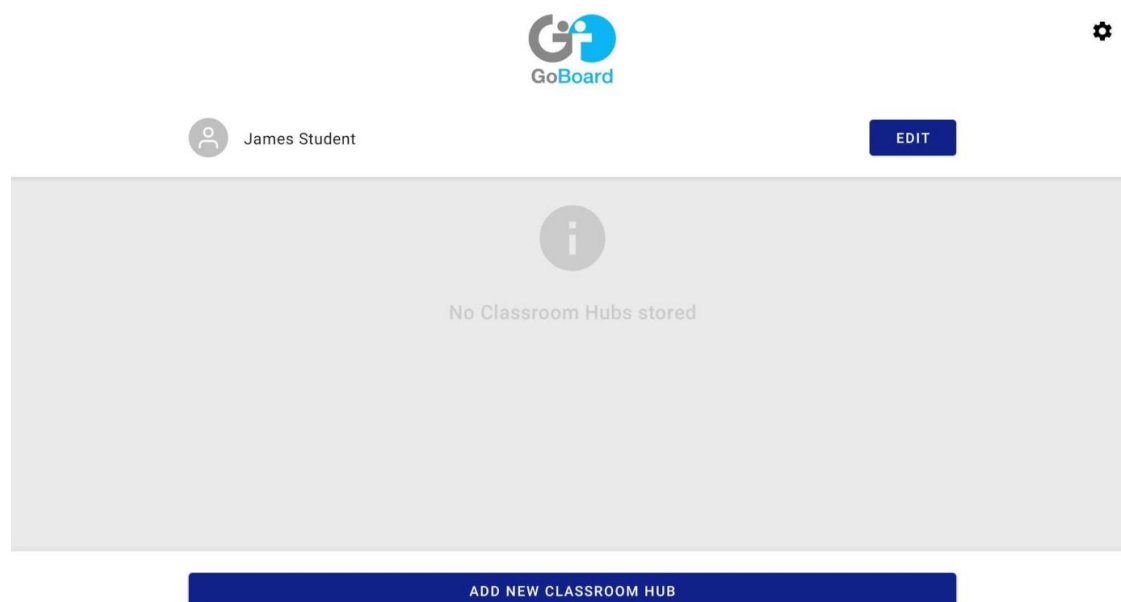 GoBoard
James Student
EDIT
No Classroom Hubs stored
ADD NEW CLASSROOM HUB